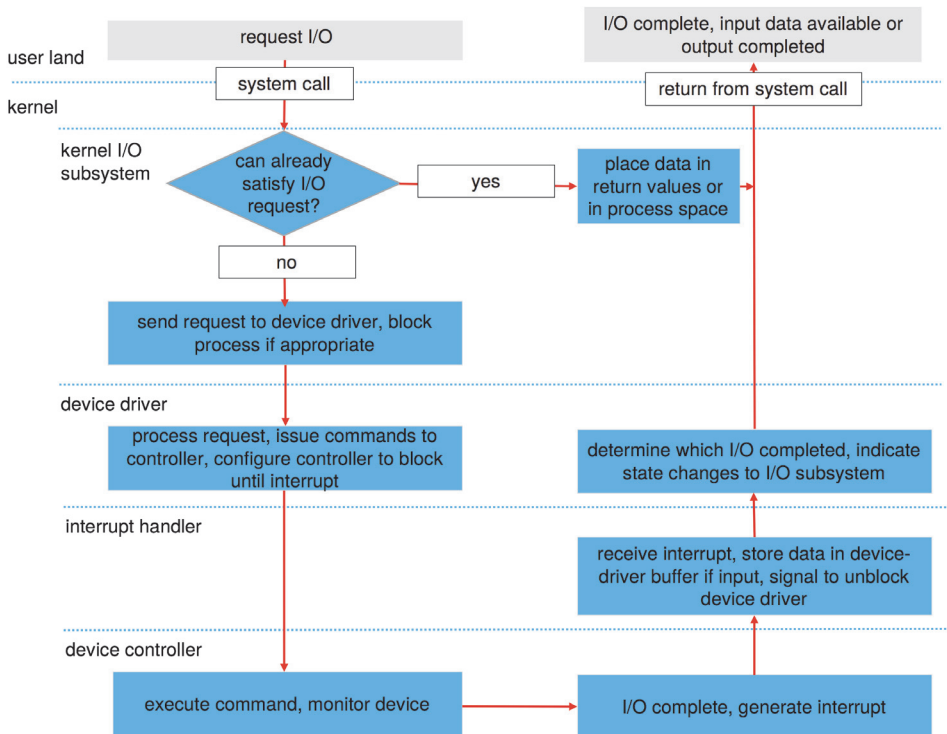 request I/O
I/O complete, input data available or
output completed
user land
system call
return from system call
kernel
kernel I/O
subsystem
can already
satisfy I/O
request?
yes
place data in
return values or
in process space
no
send request to device driver, block
process if appropriate
device driver
process request, issue commands to
controller, configure controller to block
until interrupt
determine which I/O completed, indicate
state changes to I/O subsystem
interrupt handler
receive interrupt, store data in device-
driver buffer if input, signal to unblock
device driver
device controller
execute command, monitor device
I/O complete, generate interrupt